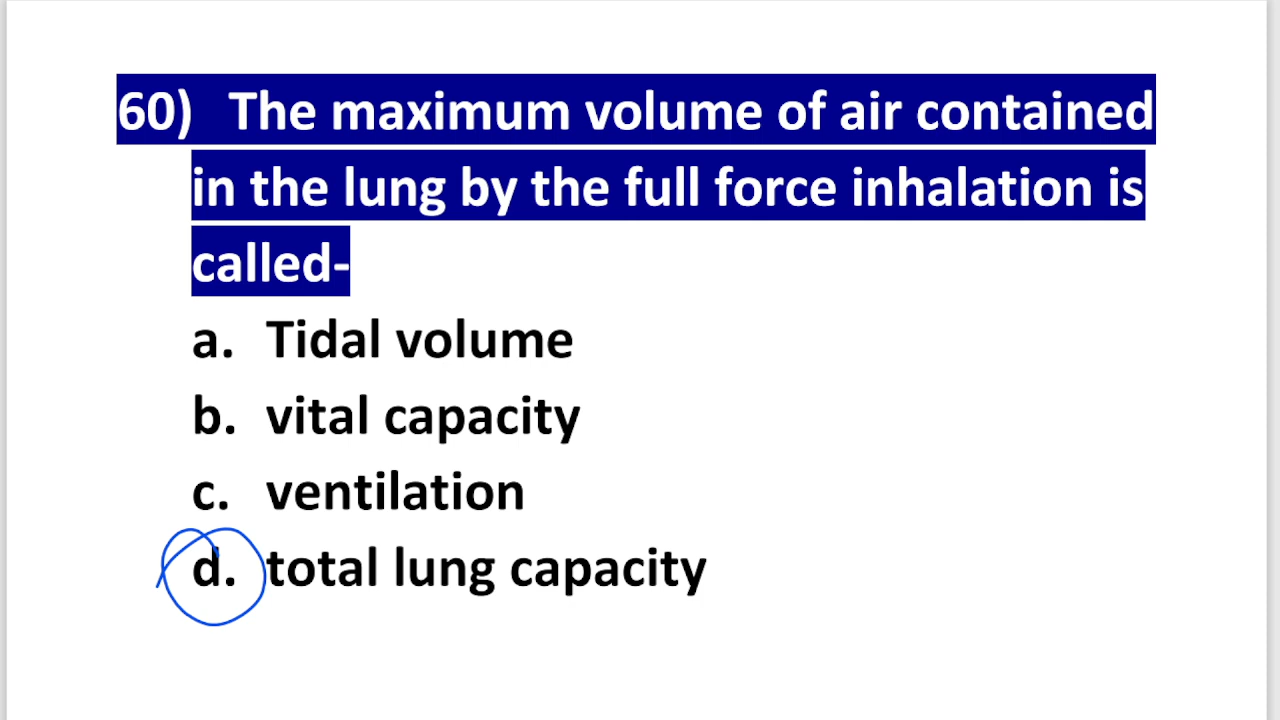 60) The maximum volume of air contained
in the lung by the full force inhalation is
called-
a. Tidal volume
b. vital capacity
c. ventilation
d. total lung capacity